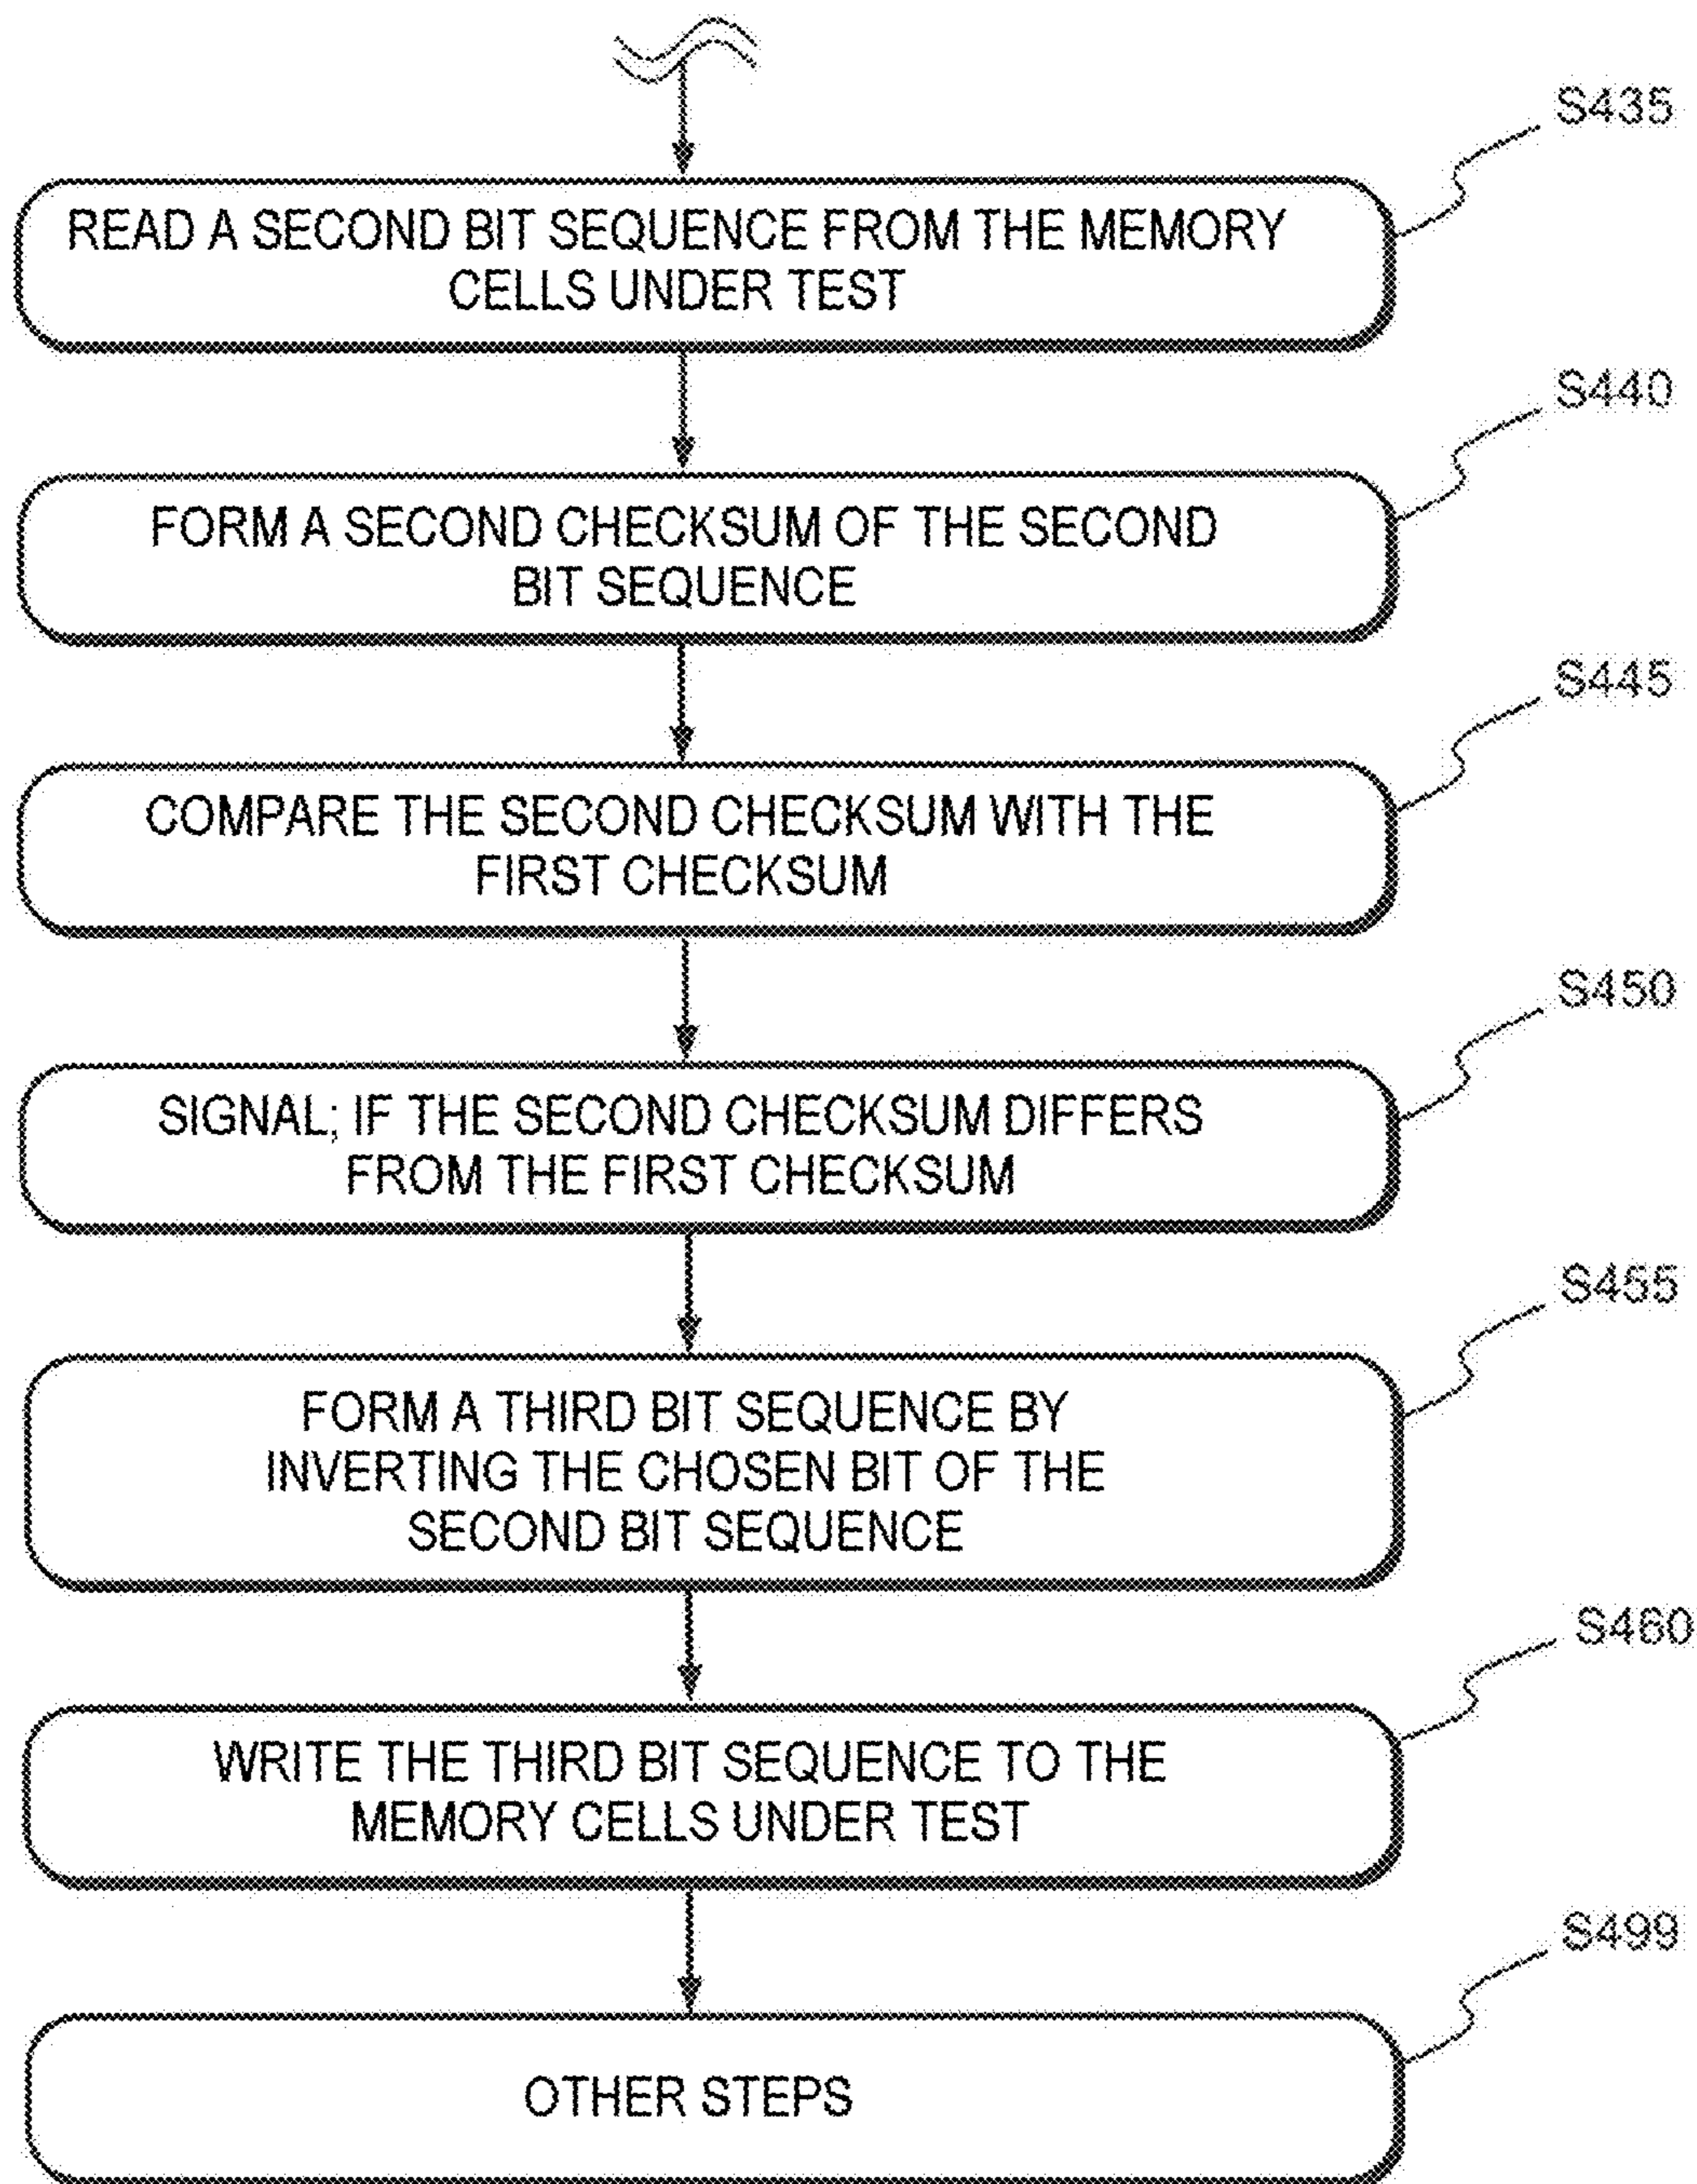 S435
READ A SECOND BIT SEQUENCE FROM THE MEMORY
CELLS UNDER TEST
S440
FORM A SECOND CHECKSUM OF THE SECOND
BIT SEQUENCE
S445
COMPARE THE SECOND CHECKSUM WITH THE
FIRST CHECKSUM
S450
SIGNAL; IF THE SECOND CHECKSUM DIFFERS
FROM THE FIRST CHECKSUM
S455
FORM A THIRD BIT SEQUENCE BY
INVERTING THE CHOSEN BIT OF THE
SECOND BIT SEQUENCE
S460
WRITE THE THIRD BIT SEQUENCE TO THE
MEMORY CELLS UNDER TEST
S499
OTHER STEPS